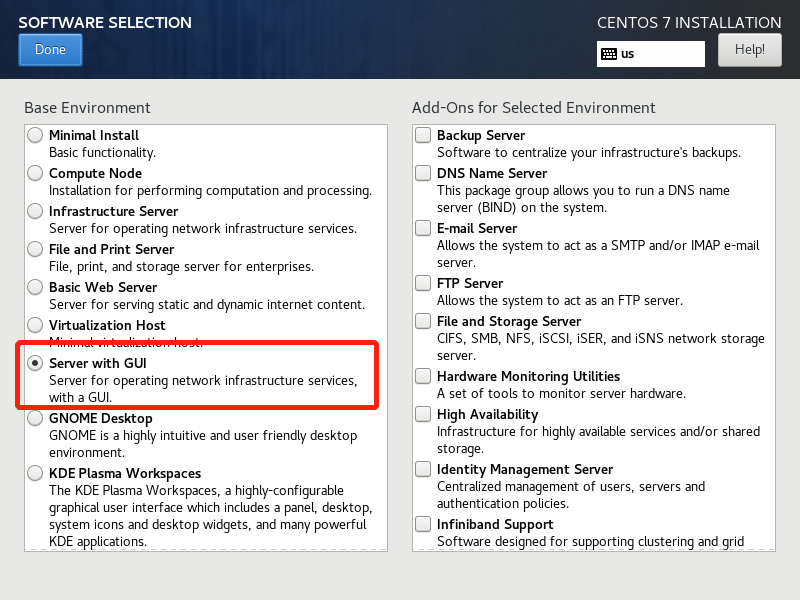 SOFTWARE SELECTION
Done
CENTOS 7 INSTALLATION
us
Help!
Base Environment
Minimal Install
Basic functionality.
Compute Node
Installation for performing computation and processing.
Infrastructure Server
Server for operating network infrastructure services.
File and Print Server
File, print, and storage server for enterprises.
Basic Web Server
Server for serving static and dynamic internet content.
Virtualization Host
Minimal virtualization host.
Server with GUI
Server for operating network infrastructure services,
with a GUI.
GNOME Desktop
GNOME is a highly intuitive and user friendly desktop
environment.
KDE Plasma Workspaces
The KDE Plasma Workspaces, a highly-configurable
graphical user interface which includes a panel, desktop,
system icons and desktop widgets, and many powerful
KDE applications.
Add-Ons for Selected Environment
Backup Server
Software to centralize your infrastructure's backups.
DNS Name Server
This package group allows you to run a DNS name
server (BIND) on the system.
E-mail Server
Allows the system to act as a SMTP and/or IMAP e-mail
server.
FTP Server
Allows the system to act as an FTP server.
File and Storage Server
CIFS, SMB, NFS, iSCSI, iSER, and iSNS network storage
server.
Hardware Monitoring Utilities
A set of tools to monitor server hardware.
High Availability
Infrastructure for highly available services and/or shared
storage.
Identity Management Server
Centralized management of users, servers and
authentication policies.
Infiniband Support
Software designed for supporting clustering and grid